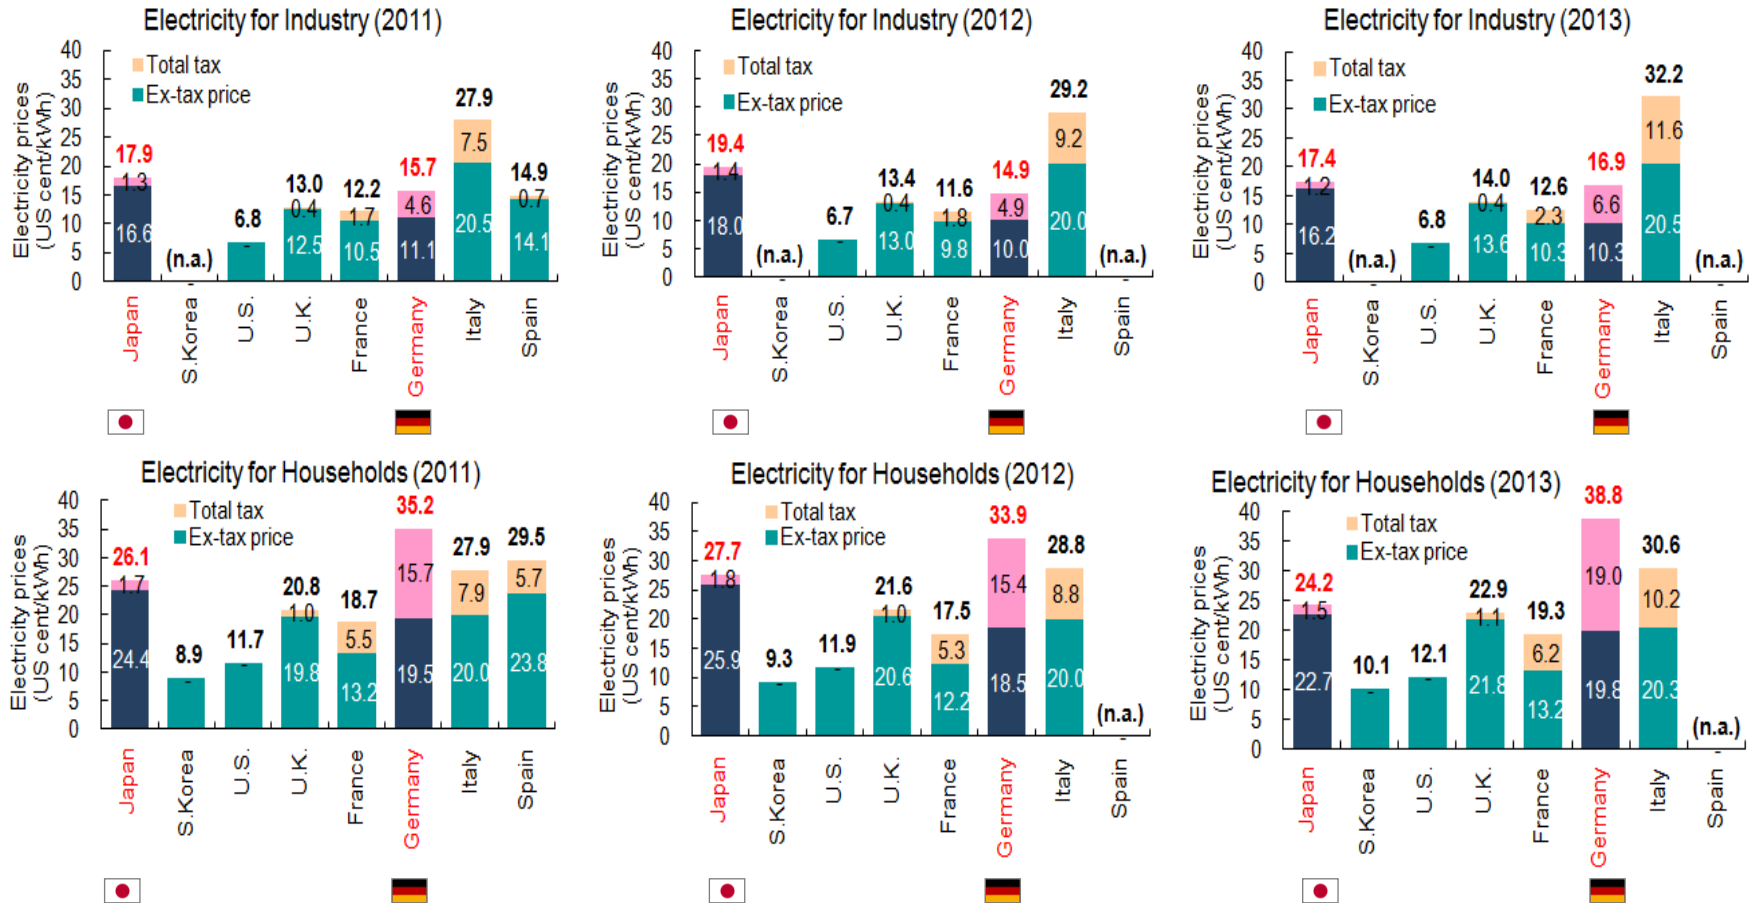 Electricity for Industry (2011)
Electricity prices
(US cent/kWh)
40
35
30
25
20
15
10
5
0
Total tax
Ex-tax price
17.9
1.3
16.6
(n.a.)
-
6.8
-
13.0
0.4
12.5
12.2
1.7
10.5
15.7
4.6
11.1
27.9
7.5
20.5
14.9
0.7
14.1
Japan
S.Korea
U.S.
U.K.
France
Germany
Italy
Spain
Electricity for Industry (2012)
Electricity prices
(US cent/kWh)
40
35
30
25
20
15
10
5
0
Total tax
Ex-tax price
19.4
1.4
18.0
(n.a.)
-
6.7
-
13.4
0.4
13.0
11.6
1.8
9.8
14.9
4.9
10.0
29.2
9.2
20.0
(n.a.)
-
Japan
S.Korea
U.S.
U.K.
France
Germany
Italy
Spain
Electricity for Industry (2013)
Electricity prices
(US cent/kWh)
40
35
30
25
20
15
10
5
0
Total tax
Ex-tax price
17.4
1.2
16.2
(n.a.)
-
6.8
-
14.0
0.4
13.6
12.6
2.3
10.3
16.9
6.6
10.3
32.2
11.6
20.5
(n.a.)
-
Japan
S.Korea
U.S.
U.K.
France
Germany
Italy
Spain
Electricity for Households (2011)
Electricity prices
(US cent/kWh)
40
35
30
25
20
15
10
5
0
Total tax
Ex-tax price
26.1
1.7
24.4
8.9
-
11.7
-
20.8
1.0
19.8
18.7
5.5
13.2
35.2
15.7
19.5
27.9
7.9
20.0
29.5
5.7
23.8
Japan
S.Korea
U.S.
U.K.
France
Germany
Italy
Spain
Electricity for Households (2012)
Electricity prices
(US cent/kWh)
40
35
30
25
20
15
10
5
0
Total tax
Ex-tax price
27.7
1.8
25.9
9.3
-
11.9
-
21.6
1.0
20.6
17.5
5.3
12.2
33.9
15.4
18.5
28.8
8.8
20.0
(n.a.)
-
Japan
S.Korea
U.S.
U.K.
France
Germany
Italy
Spain
Electricity for Households (2013)
Electricity prices
(US cent/kWh)
40
35
30
25
20
15
10
5
0
Total tax
Ex-tax price
24.2
1.5
22.7
10.1
-
12.1
-
22.9
1.1
21.8
19.3
6.2
13.2
38.8
19.0
19.8
30.6
10.2
20.3
(n.a.)
-
Japan
S.Korea
U.S.
U.K.
France
Germany
Italy
Spain